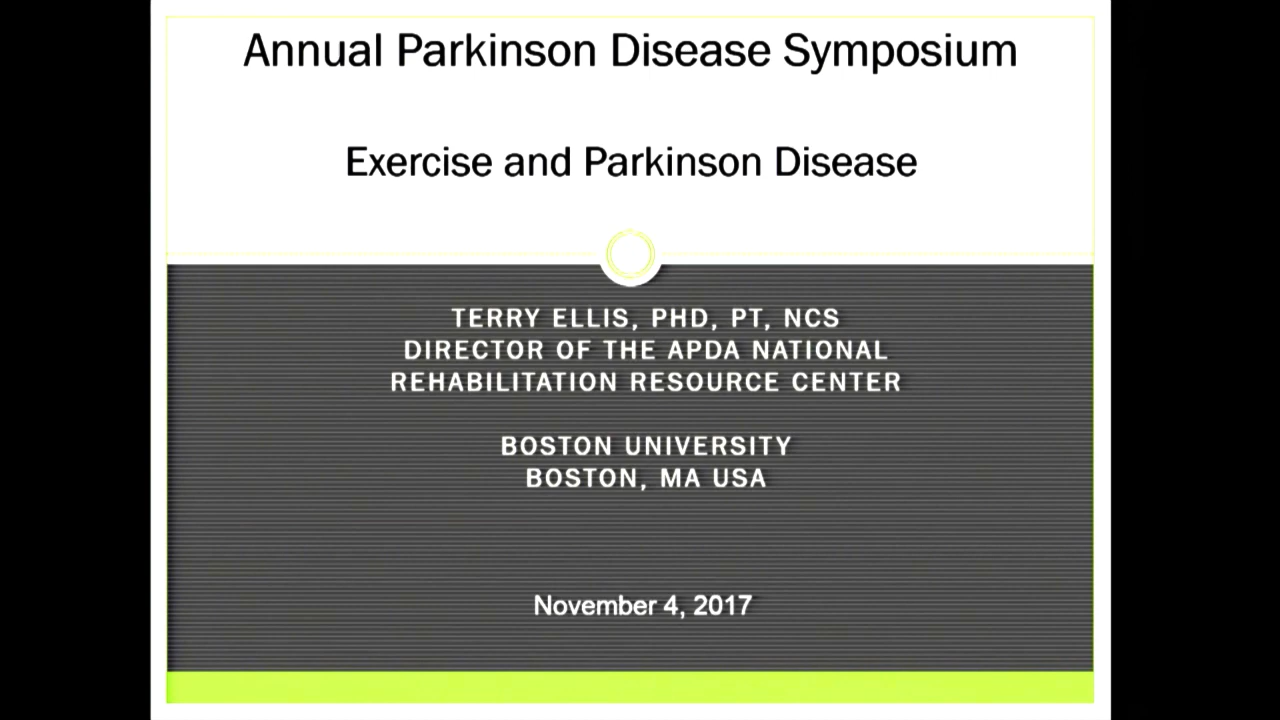 Annual Parkinson Disease Symposium
Exercise and Parkinson Disease
TERRY ELLIS, PHD, PT, NCS
DIRECTOR OF THE APDA NATIONAL
REHABILITATION RESOURCE CENTER
BOSTON UNIVERSITY
BOSTON, MA USA
November 4, 2017